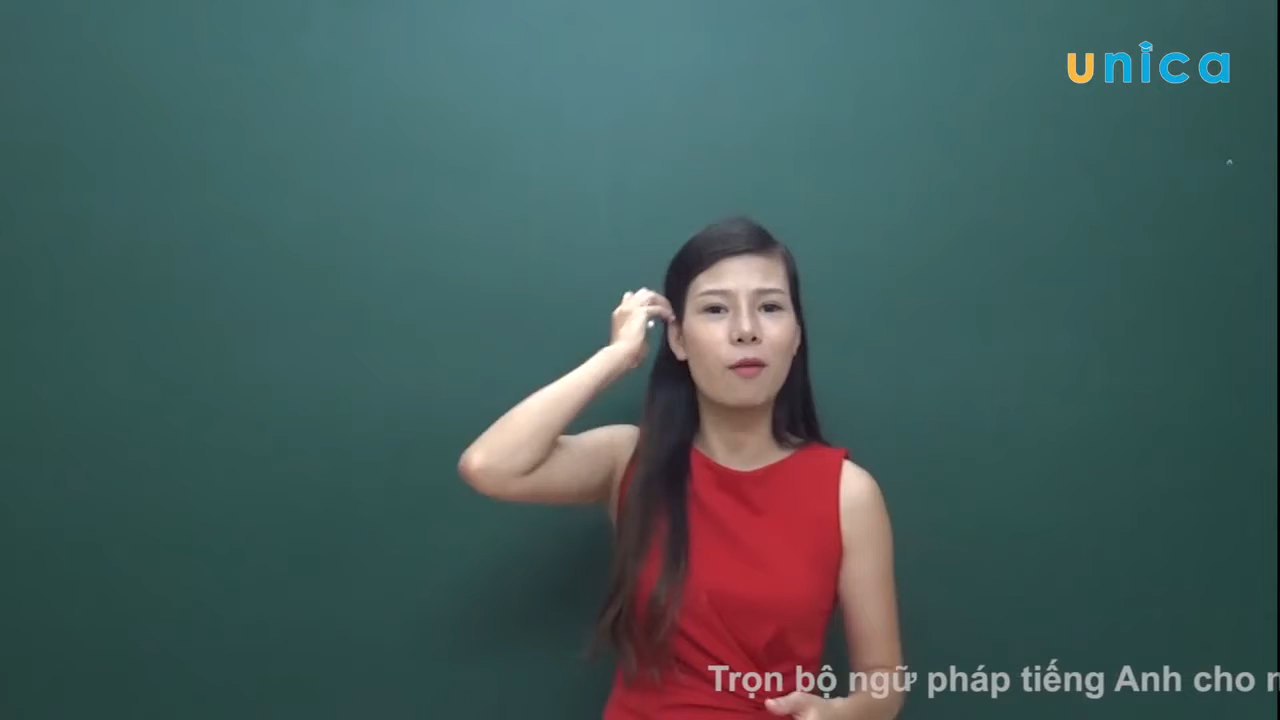 unica
Trọn bộ ngữ pháp tiếng Anh cho